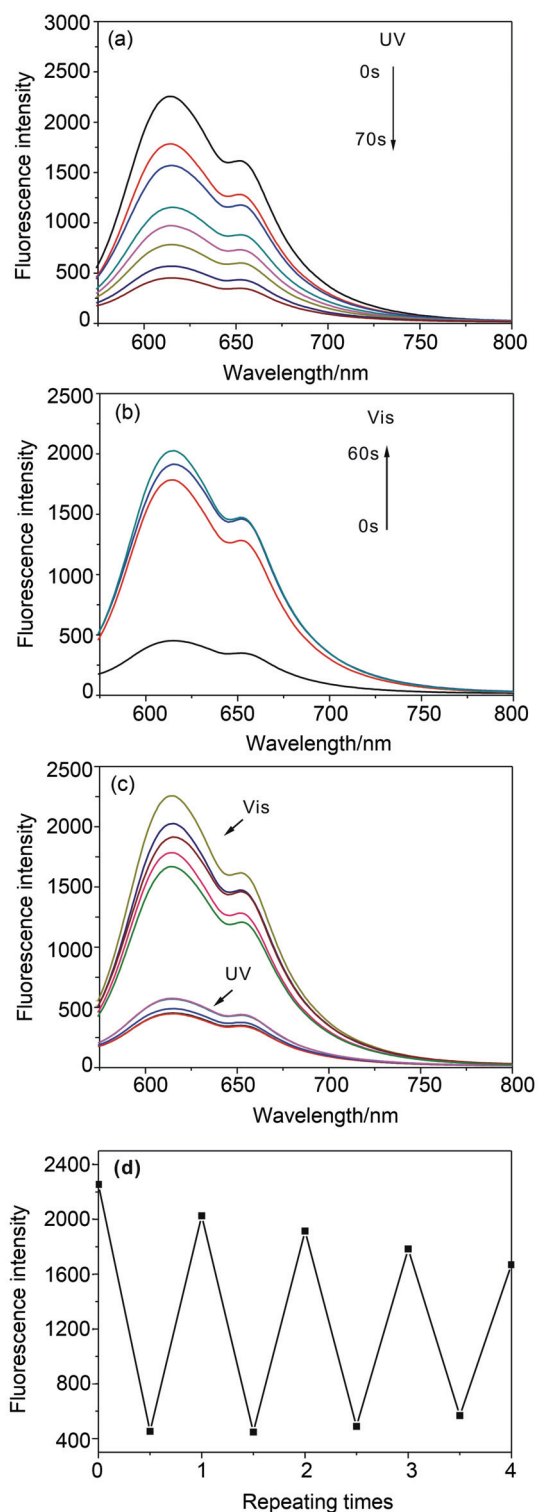 (a)
UV
0s
70s
3000
2500
2000
1500
1000
500
0
Fluorescence intensity
600
650
700
750
800
Wavelength/nm
(b)
Vis
60s
0s
2500
2000
1500
1000
500
0
Fluorescence intensity
600
650
700
750
800
Wavelength/nm
(c)
Vis
UV
2500
2000
1500
1000
500
0
Fluorescence intensity
600
650
700
750
800
Wavelength/nm
(d)
2400
2000
1600
1200
800
400
Fluorescence intensity
0
1
2
3
4
Repeating times